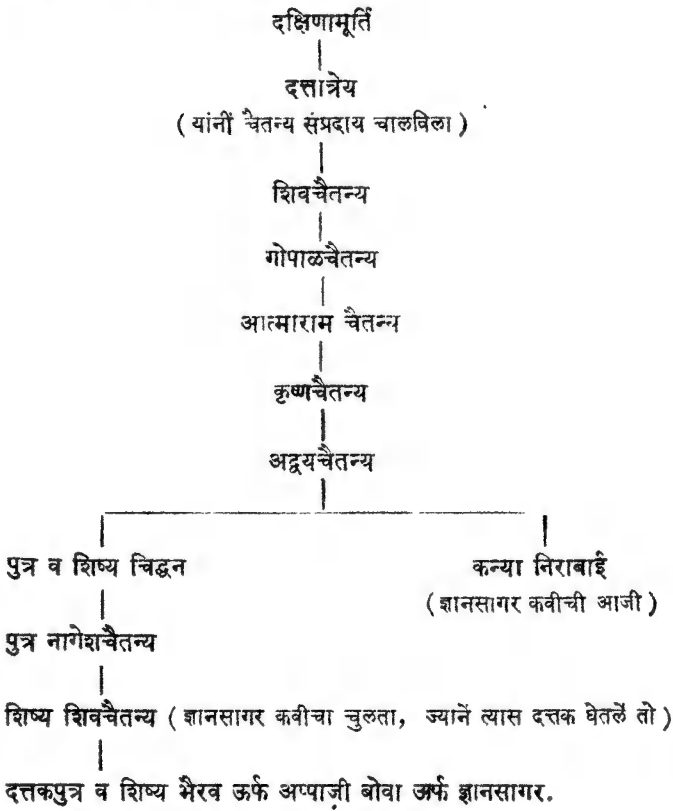 दक्षिणामूर्ति
दत्तात्रेय
( यांनीं चैतन्य संप्रदाय चालविला )
शिवचैतन्य
गोपाळचैतन्य
आत्माराम चैतन्य
कृष्णचैतन्य
अद्वयचैतन्य
पुत्र व शिष्य चिद्घन
कन्या निराबाई
( ज्ञानसागर कवीची आजी )
पुत्र नागेशचैतन्य
शिष्य शिवचैतन्य ( ज्ञानसागर कवीचा चुलता, ज्यानें त्यास दत्तक घेतलें तो )
दत्तकपुत्र व शिष्य भैरव ऊर्फ अप्पाजी बोवा ऊर्फ ज्ञानसागर.